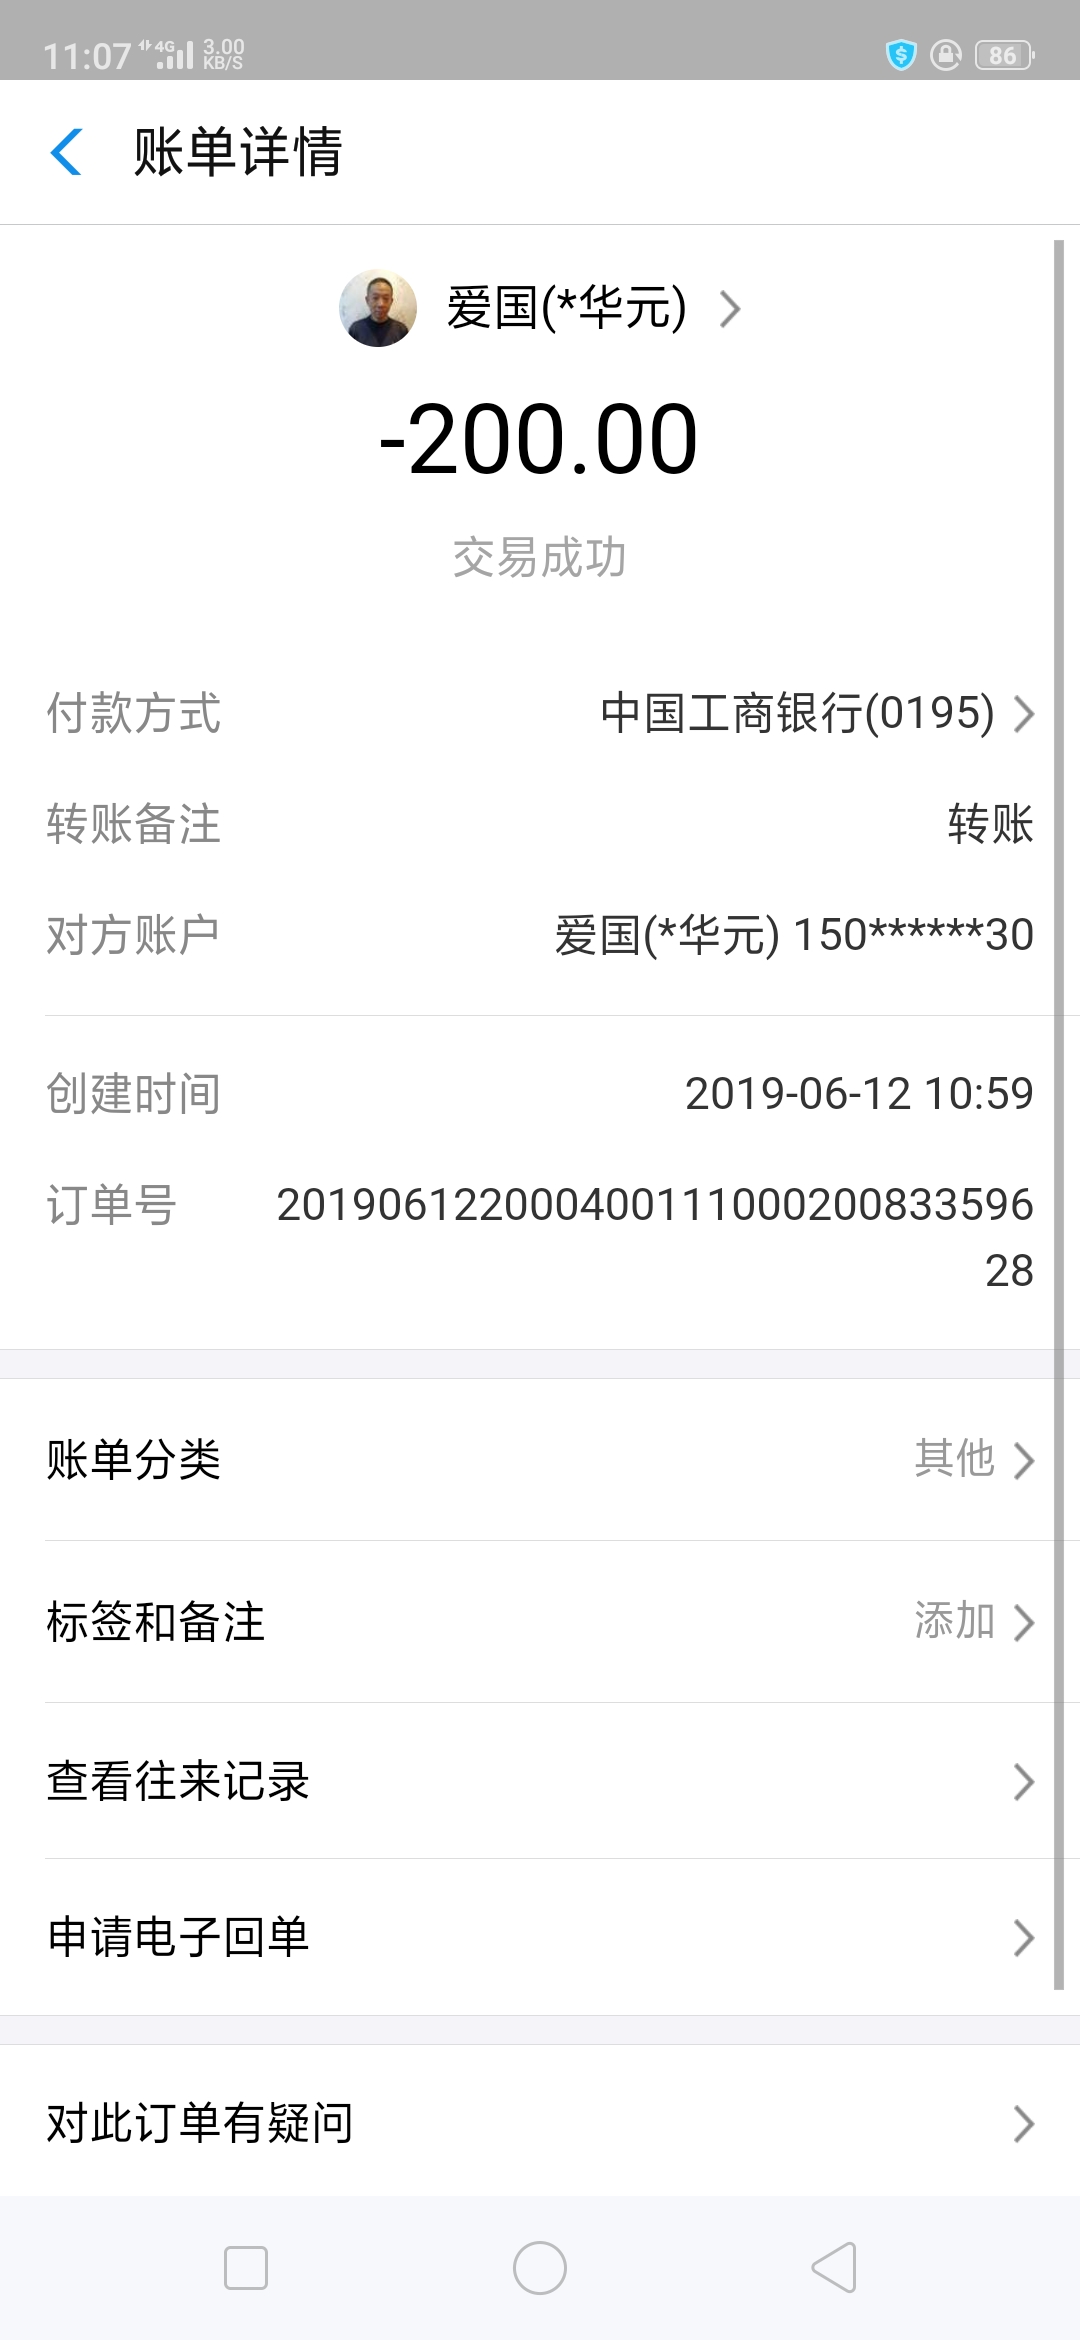 11:07 4G 3.00 KB/S 86
账单详情
爱国(*华元)
-200.00
交易成功
付款方式 中国工商银行(0195)
转账备注 转账
对方账户 爱国(*华元) 150******30
创建时间 2019-06-12 10:59
订单号 201906122000400111000200833596
28
账单分类 其他
标签和备注 添加
查看往来记录
申请电子回单
对此订单有疑问